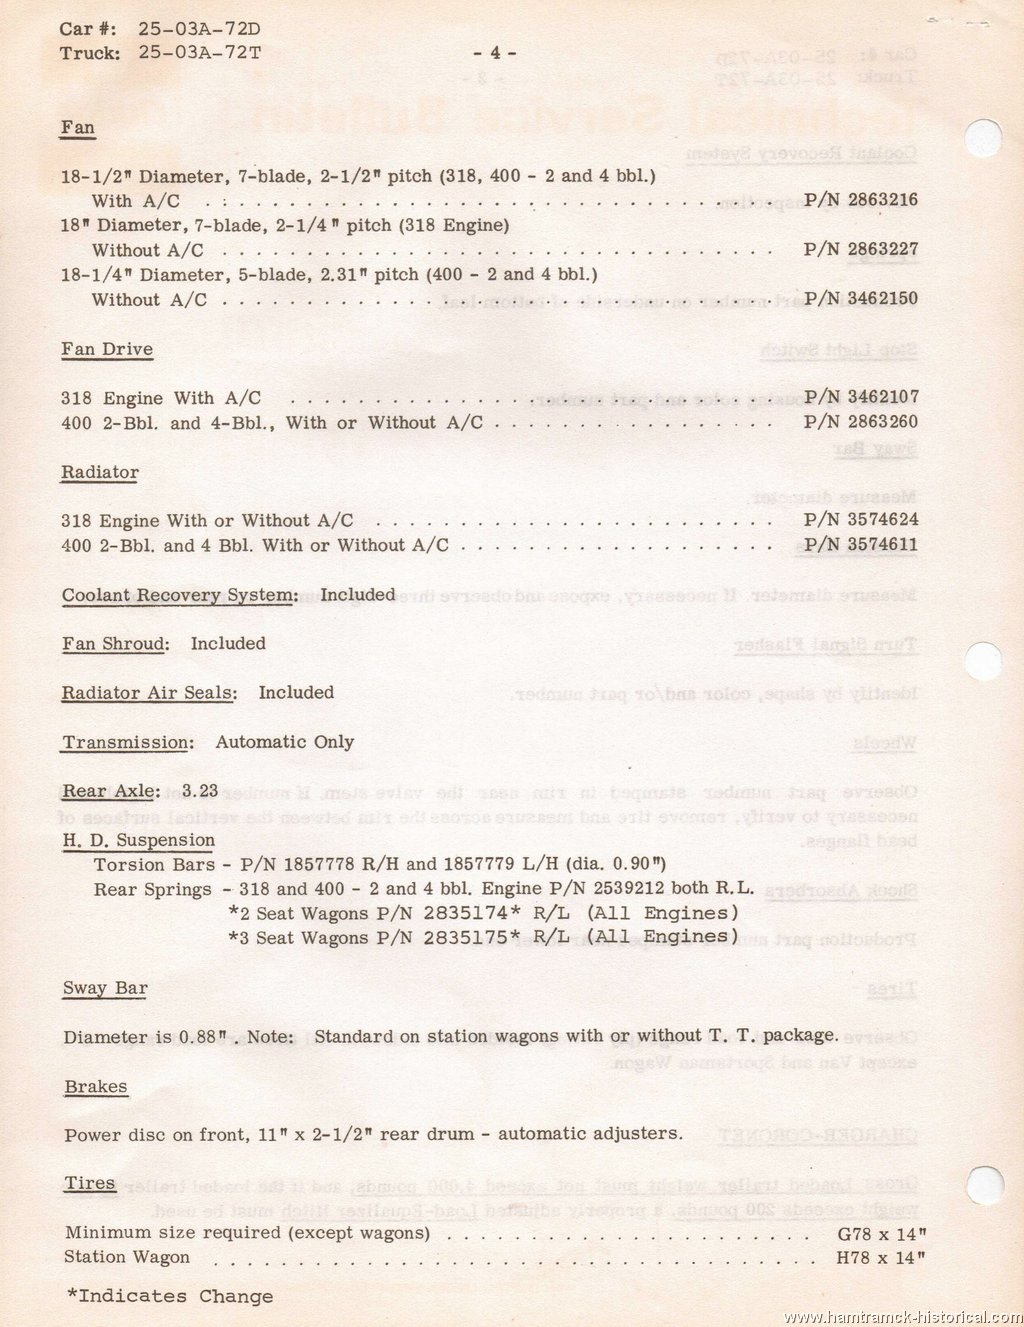 Car #: 25-03A-72D
Truck: 25-03A-72T
- 4 -
Fan
18-1/2" Diameter, 7-blade, 2-1/2" pitch (318, 400 - 2 and 4 bbl.)
With A/C . . . . . . . . . . . . . . . . . . . . . . . . . . . . . . . . . . . P/N 2863216
18" Diameter, 7-blade, 2-1/4 " pitch (318 Engine)
Without A/C . . . . . . . . . . . . . . . . . . . . . . . . . . . . . . . . . P/N 2863227
18-1/4" Diameter, 5-blade, 2.31" pitch (400 - 2 and 4 bbl.)
Without A/C . . . . . . . . . . . . . . . . . . . . . . . . . . . . . . . . . P/N 3462150
Fan Drive
318 Engine With A/C . . . . . . . . . . . . . . . . . . . . . . . . . . . . P/N 3462107
400 2-Bbl. and 4-Bbl., With or Without A/C . . . . . . . . . . . . . . . . . P/N 2863260
Radiator
318 Engine With or Without A/C . . . . . . . . . . . . . . . . . . . . . . . P/N 3574624
400 2-Bbl. and 4 Bbl. With or Without A/C . . . . . . . . . . . . . . . . . . P/N 3574611
Coolant Recovery System: Included
Fan Shroud: Included
Radiator Air Seals: Included
Transmission: Automatic Only
Rear Axle: 3.23
H. D. Suspension
Torsion Bars - P/N 1857778 R/H and 1857779 L/H (dia. 0.90")
Rear Springs - 318 and 400 - 2 and 4 bbl. Engine P/N 2539212 both R.L.
*2 Seat Wagons P/N 2835174* R/L (All Engines)
*3 Seat Wagons P/N 2835175* R/L (All Engines)
Sway Bar
Diameter is 0.88" . Note: Standard on station wagons with or without T. T. package.
Brakes
Power disc on front, 11" x 2-1/2" rear drum - automatic adjusters.
Tires
Minimum size required (except wagons) . . . . . . . . . . . . . . . . . . . . . G78 x 14"
Station Wagon . . . . . . . . . . . . . . . . . . . . . . . . . . . . . . . . . H78 x 14"
*Indicates Change
www.hamtramck-historical.com